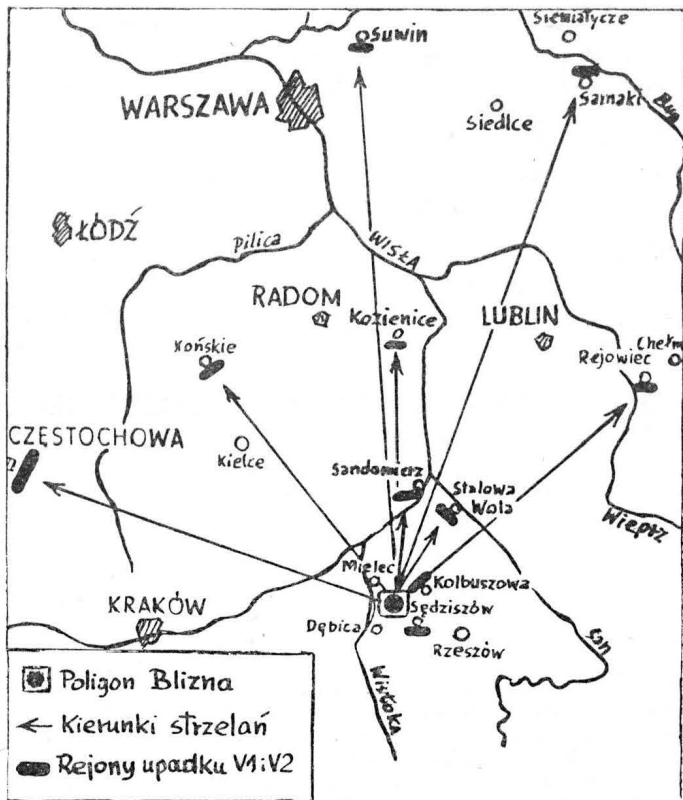 Suwin
Siemiatycze
WARSZAWA
Siedlce
Sarnaki
Bug
ŁÓDŹ
Pilica
WISŁA
RADOM
Kozienice
LUBLIN
Chełm
Końskie
Rejowiec
CZĘSTOCHOWA
Kielce
Sandomierz
Stalowa
Wola
Wieprz
Mielec
Kolbuszowa
KRAKÓW
Sędziszów
Dębica
Rzeszów
San
Wisłoka
Poligon Blizna
Kierunki strzelań
Rejony upadku V1 i V2